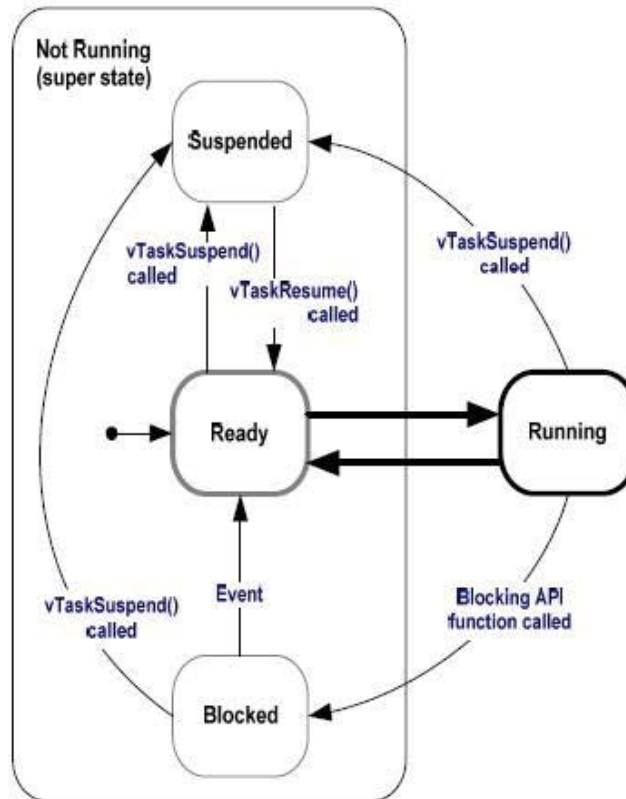 Not Running
(super state)
Suspended
vTaskSuspend()
called
vTaskResume()
called
vTaskSuspend()
called
Ready
Running
vTaskSuspend()
called
Event
Blocking API
function called
Blocked